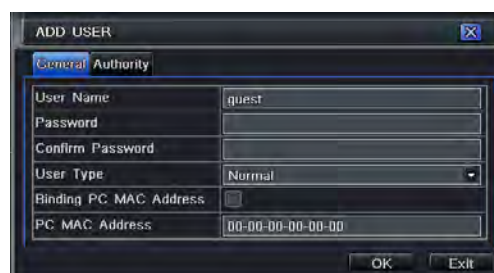 ADD USER
General Authority
User Name guest
Password
Confirm Password
User Type Normal
Binding PC MAC Address
PC MAC Address 00-00-00-00-00-00
OK Exit